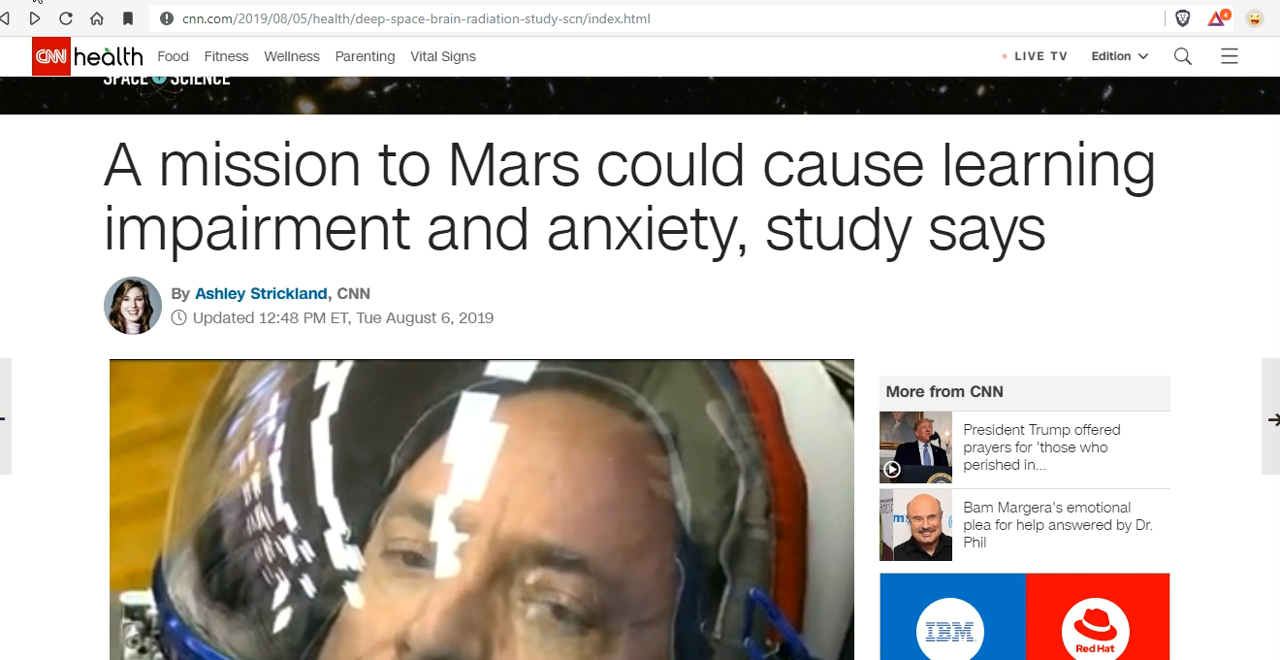 cnn.com/2019/08/05/health/deep-space-brain-radiation-study-scn/index.html
4
CNN health Food Fitness Wellness Parenting Vital Signs LIVE TV Edition
SPACE SCIENCE
A mission to Mars could cause learning
impairment and anxiety, study says
By Ashley Strickland, CNN
Updated 12:48 PM ET, Tue August 6, 2019
More from CNN
President Trump offered
prayers for 'those who
perished in...
Bam Margera's emotional
plea for help answered by Dr.
Phil
IBM
Red Hat